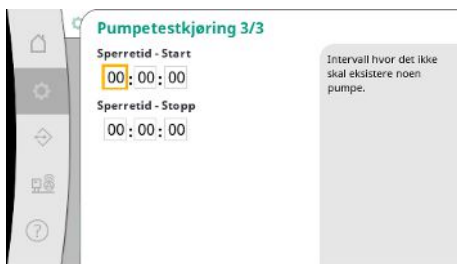 Pumpetestkjøring 3/3
Sperretid - Start
00 : 00 : 00
Sperretid - Stopp
00 : 00 : 00
Intervall hvor det ikke
skal eksistere noen
pumpe.
?